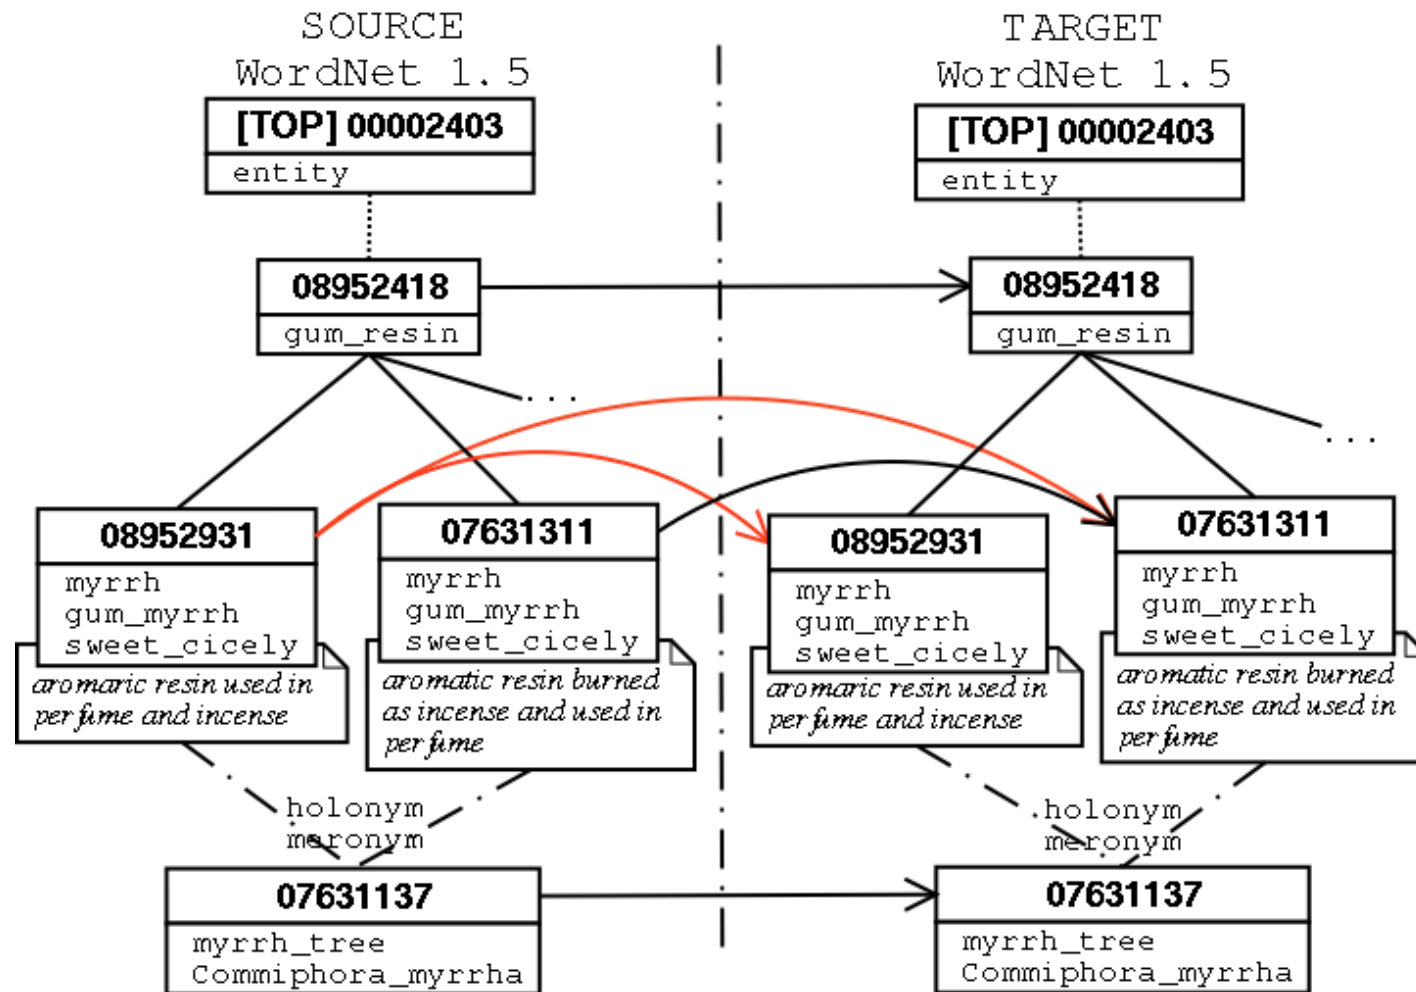 SOURCE
WordNet 1.5
[TOP] 00002403
entity
08952418
gum_resin
...
08952931
myrrh
gum_myrrh
sweet_cicely
aromaric resin used in
perfume and incense
07631311
myrrh
gum_myrrh
sweet_cicely
aromatic resin burned
as incense and used in
perfume
holonym
meronym
07631137
myrrh_tree
Commiphora_myrrha
TARGET
WordNet 1.5
[TOP] 00002403
entity
08952418
gum_resin
...
08952931
myrrh
gum_myrrh
sweet_cicely
aromaric resin used in
perfume and incense
07631311
myrrh
gum_myrrh
sweet_cicely
aromatic resin burned
as incense and used in
perfume
holonym
meronym
07631137
myrrh_tree
Commiphora_myrrha